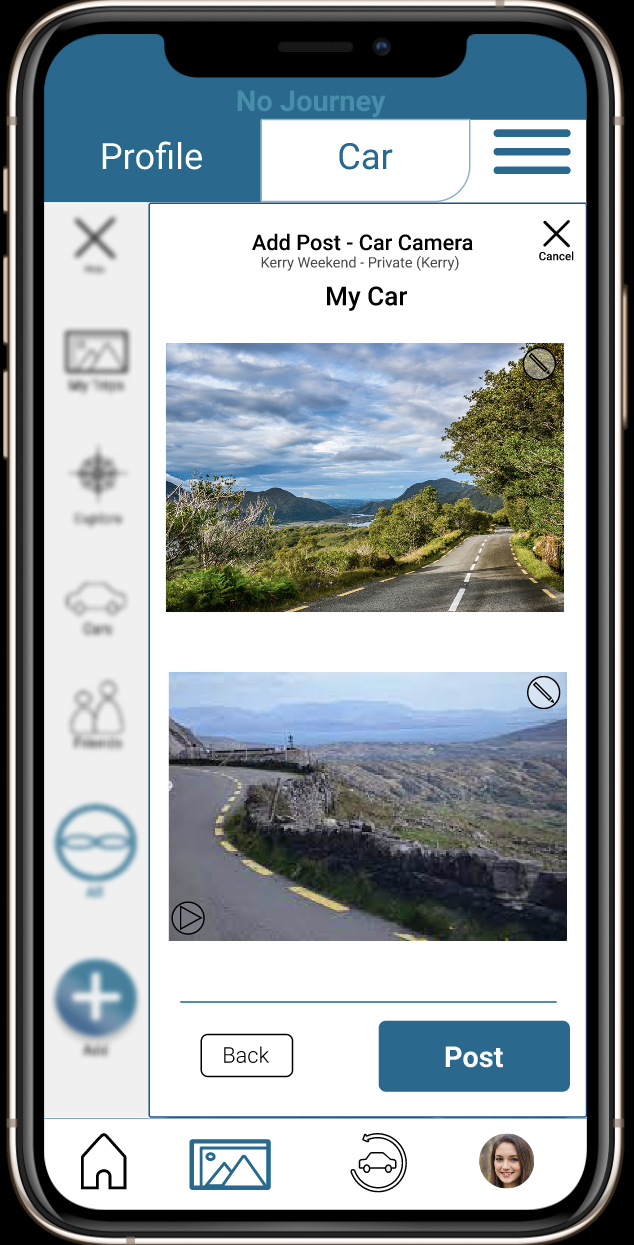 No Journey
Profile
Car
Add Post - Car Camera
Kerry Weekend - Private (Kerry)
Cancel
My Car
My Trips
Explore
Cars
Friends
All
Add
Back
Post